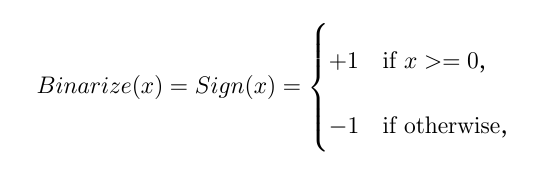 +1 if x >= 0,
Binarize(x) = Sign(x) =
−1 if otherwise,